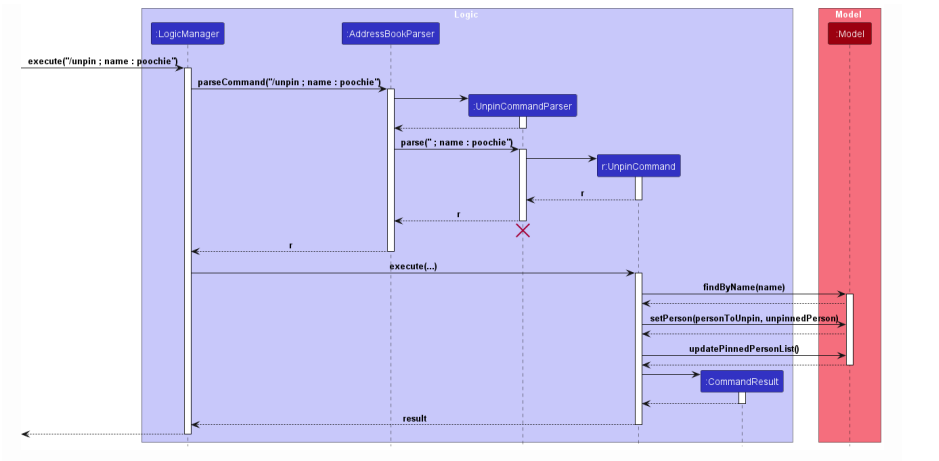 Logic
Model
:LogicManager
:AddressBookParser
:Model
execute("/unpin ; name : poochie")
parseCommand("/unpin ; name : poochie")
:UnpinCommandParser
parse(" ; name : poochie")
r:UnpinCommand
r
r
r
execute(...)
findByName(name)
setPerson(personToUnpin, unpinnedPerson)
updatePinnedPersonList()
:CommandResult
result